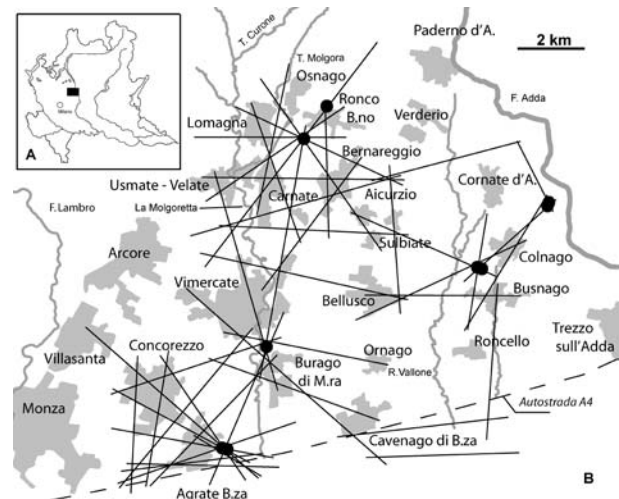 A
Milano
T. Curone
Paderno d'A.
2 km
T. Molgora
Osnago
Ronco
B.no
F. Adda
Lomagna
Verderio
Bernareggio
Usmate - Velate
Carnate
Aicurzio
Cornate d'A.
F.Lambro
La Molgoretta
Sulbiate
Arcore
Colnago
Vimercate
Bellusco
Busnago
Concorezzo
Roncello
Trezzo
sull'Adda
Villasanta
Burago
di M.ra
Ornago
R.Vallone
Monza
Autostrada A4
Cavenago di B.za
Agrate B.za
B